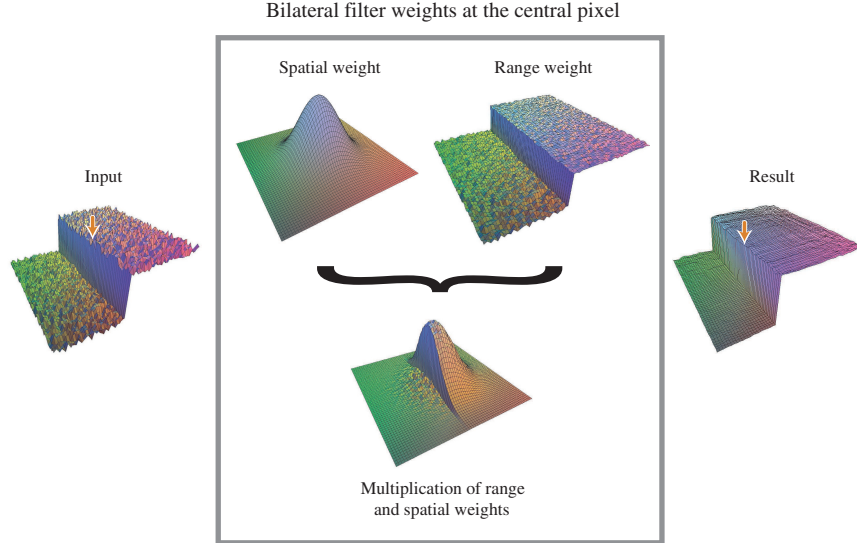 Bilateral filter weights at the central pixel
Spatial weight
Range weight
Input
Result
Multiplication of range
and spatial weights